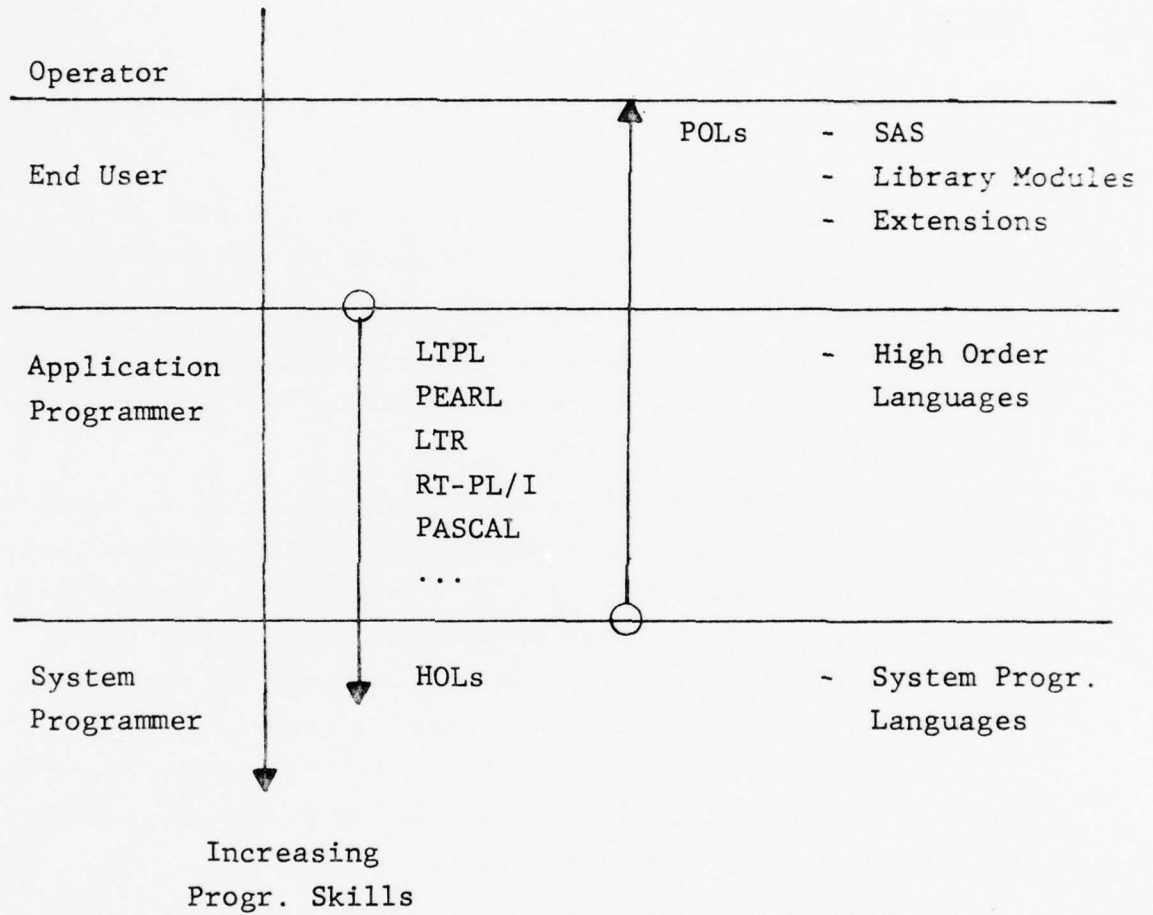 Operator
POLs - SAS
End User
- Library Modules
- Extensions
LTPL
- High Order
Application
PEARL
Languages
Programmer
LTR
RT-PL/I
PASCAL
...
System
HOLs
- System Progr.
Programmer
Languages
Increasing
Progr. Skills